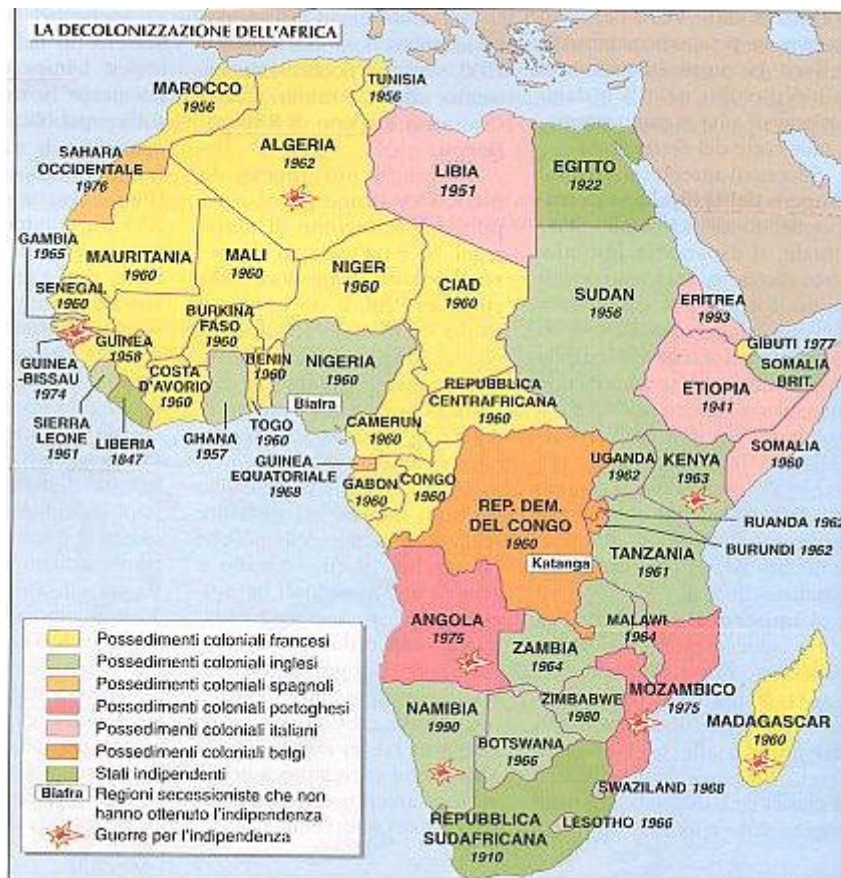 LA DECOLONIZZAZIONE DELL'AFRICA
MAROCCO
1956
TUNISIA
1956
ALGERIA
1962
SAHARA
OCCIDENTALE
1976
LIBIA
1951
EGITTO
1922
GAMBIA
1965
MAURITANIA
1960
MALI
1960
NIGER
1960
CIAD
1960
SUDAN
1956
ERITREA
1993
SENEGAL
1960
GUINEA
1958
BURKINA
FASO
1960
BENIN
1960
NIGERIA
1960
Biafra
GIBUTI 1977
SOMALIA
BRIT.
GUINEA
-BISSAU
1974
COSTA
D'AVORIO
1960
REPUBBLICA
CENTRAFRICANA
1960
ETIOPIA
1941
SIERRA
LEONE
1961
LIBERIA
1847
GHANA
1957
TOGO
1960
CAMERUN
1960
GUINEA
EQUATORIALE
1968
GABON
1960
CONGO
1960
UGANDA
1962
KENYA
1963
SOMALIA
1960
REP. DEM.
DEL CONGO
1960
Katanga
RUANDA 1962
BURUNDI 1962
TANZANIA
1961
ANGOLA
1975
ZAMBIA
1964
MALAWI
1964
MOZAMBICO
1975
NAMIBIA
1990
ZIMBABWE
1980
BOTSWANA
1966
MADAGASCAR
1960
SWAZILAND 1968
LESOTHO 1966
REPUBBLICA
SUDAFRICANA
1910
Possedimenti coloniali francesi
Possedimenti coloniali inglesi
Possedimenti coloniali spagnoli
Possedimenti coloniali portoghesi
Possedimenti coloniali italiani
Possedimenti coloniali belgi
Stati indipendenti
Biafra Regioni secessioniste che non
hanno ottenuto l'indipendenza
Guerre per l'indipendenza